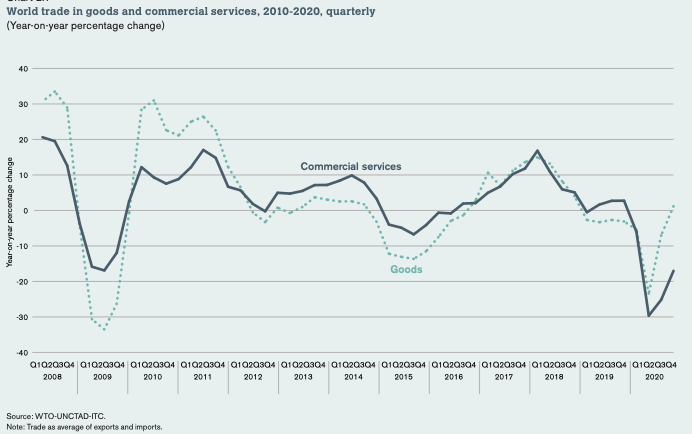 World trade in goods and commercial services, 2010-2020, quarterly
(Year-on-year percentage change)
Year-on-year percentage change
40
30
20
10
0
-10
-20
-30
-40
Commercial services
Goods
Q1Q2Q3Q4 Q1Q2Q3Q4 Q1Q2Q3Q4 Q1Q2Q3Q4 Q1Q2Q3Q4 Q1Q2Q3Q4 Q1Q2Q3Q4 Q1Q2Q3Q4 Q1Q2Q3Q4 Q1Q2Q3Q4 Q1Q2Q3Q4 Q1Q2Q3Q4 Q1Q2Q3Q4
2008 2009 2010 2011 2012 2013 2014 2015 2016 2017 2018 2019 2020
Source: WTO-UNCTAD-ITC.
Note: Trade as average of exports and imports.